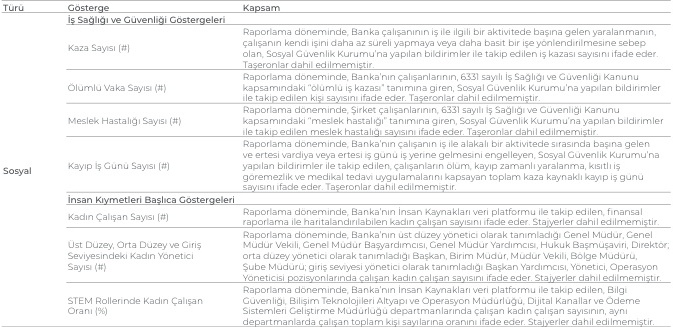 Türü Gösterge Kapsam
İş Sağlığı ve Güvenliği Göstergeleri
Kaza Sayısı (#)
Raporlama döneminde, Banka çalışanının iş ile ilgili bir aktivitede başına gelen yaralanmanın,
çalışanın kendi işini daha az süreli yapmaya veya daha basit bir işe yönlendirilmesine sebep
olan, Sosyal Güvenlik Kurumu'na yapılan bildirimler ile takip edilen iş kazası sayısını ifade eder.
Taşeronlar dahil edilmemiştir.
Ölümlü Vaka Sayısı (#)
Raporlama döneminde, Banka'nın çalışanlarının, 6331 sayılı İş Sağlığı ve Güvenliği Kanunu
kapsamındaki "ölümlü iş kazası" tanımına giren, Sosyal Güvenlik Kurumu'na yapılan bildirimler
ile takip edilen kişi sayısını ifade eder. Taşeronlar dahil edilmemiştir.
Meslek Hastalığı Sayısı (#)
Raporlama döneminde, Şirket çalışanlarının, 6331 sayılı İş Sağlığı ve Güvenliği Kanunu
kapsamındaki "meslek hastalığı" tanımına giren, Sosyal Güvenlik Kurumu'na yapılan bildirimler
ile takip edilen meslek hastalığı sayısını ifade eder. Taşeronlar dahil edilmemiştir.
Sosyal
Kayıp İş Günü Sayısı (#)
Raporlama döneminde, Banka'nın çalışanın iş ile alakalı bir aktivitede sırasında başına gelen
ve ertesi vardiya veya ertesi iş günü iş yerine gelmesini engelleyen, Sosyal Güvenlik Kurumu'na
yapılan bildirimler ile takip edilen, çalışanların ölüm, kayıp zamanlı yaralanma, kısıtlı iş
göremezlik ve medikal tedavi uygulamalarını kapsayan toplam kaza kaynaklı kayıp iş günü
sayısını ifade eder. Taşeronlar dahil edilmemiştir.
İnsan Kıymetleri Başlıca Göstergeleri
Kadın Çalışan Sayısı (#)
Raporlama döneminde, Banka'nın İnsan Kaynakları veri platformu ile takip edilen, finansal
raporlama ile haritalandırılabilen kadın çalışan sayısını ifade eder. Stajyerler dahil edilmemiştir.
Üst Düzey, Orta Düzey ve Giriş
Seviyesindeki Kadın Yönetici
Sayısı (#)
Raporlama döneminde, Banka'nın üst düzey yönetici olarak tanımladığı Genel Müdür, Genel
Müdür Vekili, Genel Müdür Başyardımcısı, Genel Müdür Yardımcısı, Hukuk Başmüşaviri, Direktör;
orta düzey yönetici olarak tanımladığı Başkan, Birim Müdür, Müdür Vekili, Bölge Müdürü,
Şube Müdürü; giriş seviyesi yönetici olarak tanımladığı Başkan Yardımcısı, Yönetici, Operasyon
Yöneticisi pozisyonlarında çalışan kadın çalışan sayısını ifade eder. Stajyerler dahil edilmemiştir.
STEM Rollerinde Kadın Çalışan
Oranı (%)
Raporlama döneminde, Banka'nın İnsan Kaynakları veri platformu ile takip edilen, Bilgi
Güvenliği, Bilişim Teknolojileri Altyapı ve Operasyon Müdürlüğü, Dijital Kanallar ve Ödeme
Sistemleri Geliştirme Müdürlüğü departmanlarında çalışan kadın çalışan sayısının, aynı
departmanlarda çalışan toplam kişi sayılarına oranını ifade eder. Stajyerler dahil edilmemiştir.